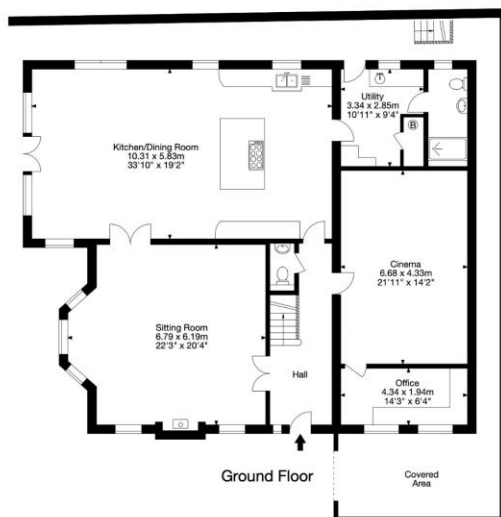 Utility
3.34 x 2.85m
10'11" x 9'4"
B
Kitchen/Dining Room
10.31 x 5.83m
33'10" x 19'2"
Cinema
6.68 x 4.33m
21'11" x 14'2"
Sitting Room
6.79 x 6.19m
22'3" x 20'4"
Hall
Office
4.34 x 1.94m
14'3" x 6'4"
Ground Floor
Covered
Area